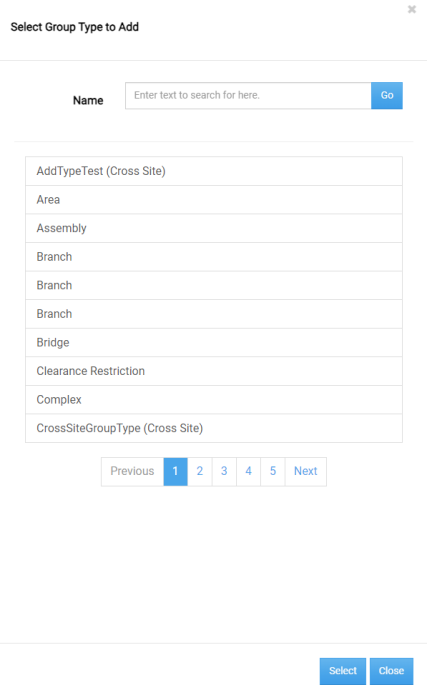 Select Group Type to Add
Name Enter text to search for here. Go
AddTypeTest (Cross Site)
Area
Assembly
Branch
Branch
Branch
Bridge
Clearance Restriction
Complex
CrossSiteGroupType (Cross Site)
Previous 1 2 3 4 5 Next
Select Close